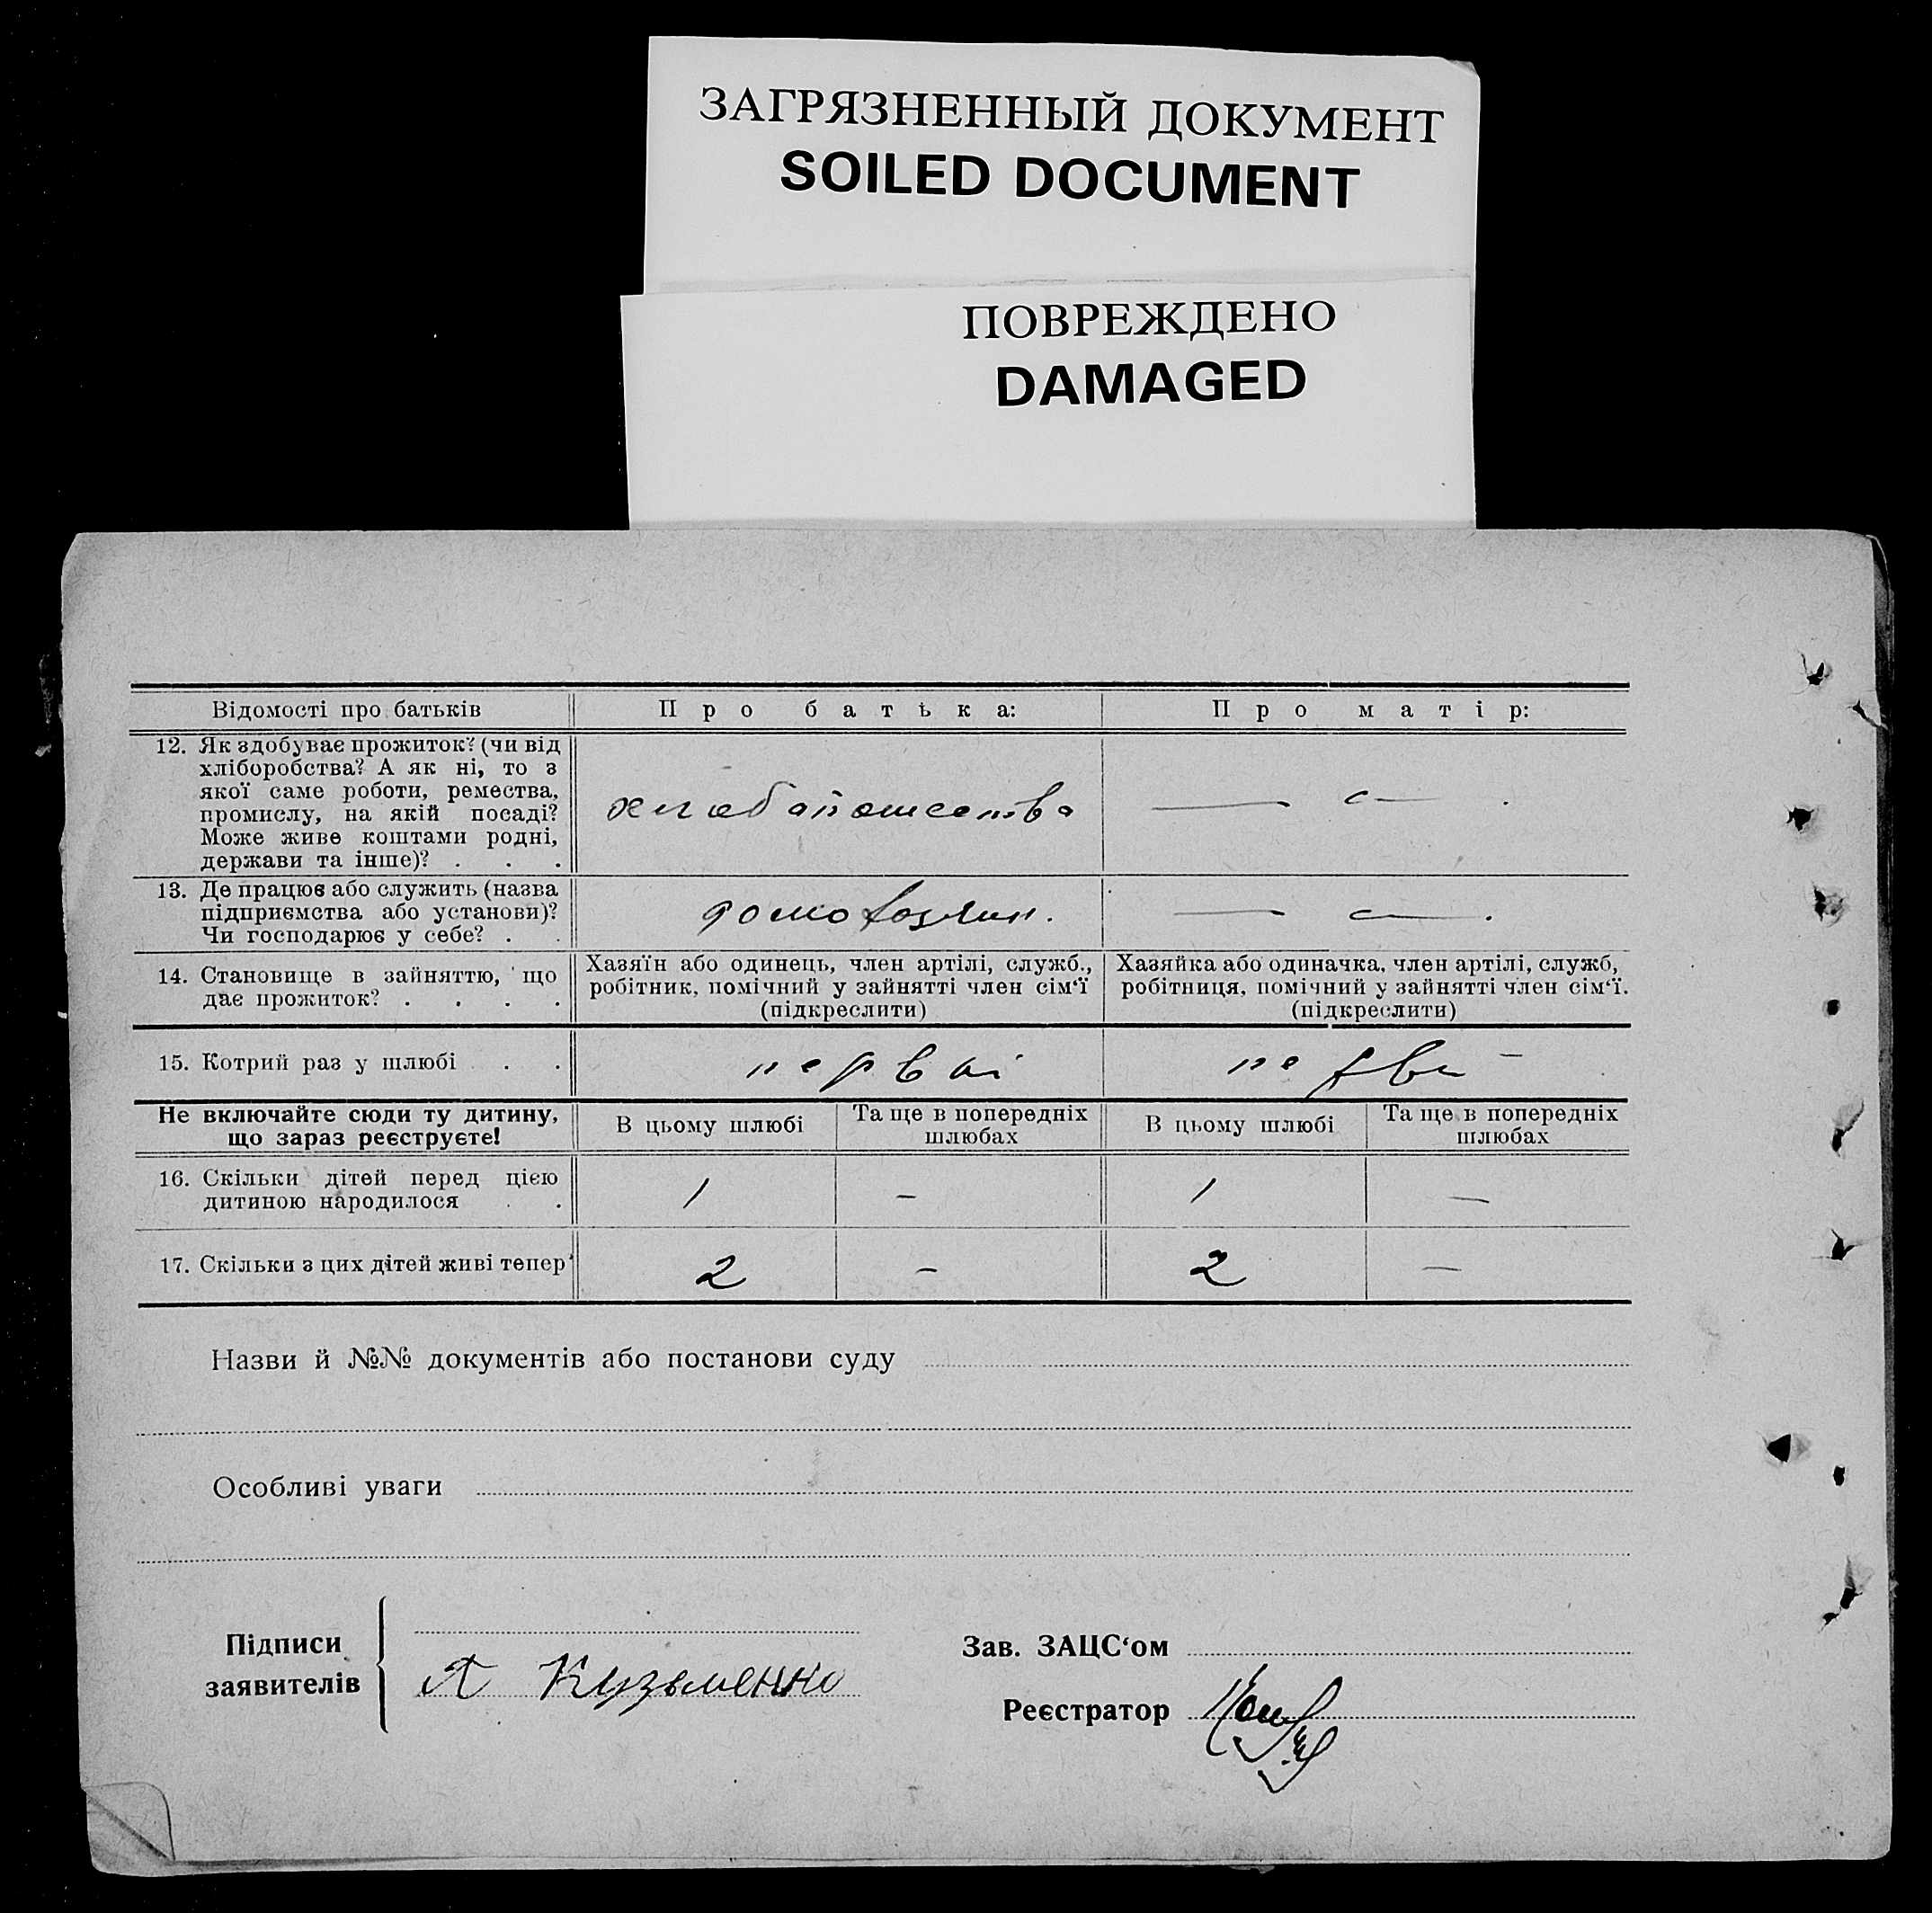 ЗАГРЯЗНЕННЫЙ ДОКУМЕНТ
SOILED DOCUMENT
ПОВРЕЖДЕНО
DAMAGED
Відомості про батьків
Про батька:
Про матір:
12. Як здобуває прожиток? (чи від
хліборобства? А як ні, то з
якої саме роботи, ремества,
промислу, на якій посаді?
Може живе коштами родні,
держави та інше)? . . .
— с — .
13. Де працює або служить (назва
підприємства або установи)?
Чи господарює у себе? . .
домохозяин.
— с — .
14. Становище в зайняттю, що
дає прожиток? . . . .
Хазяїн або одинець, член артілі, служб.,
робітник, помічний у зайнятті член сім‘ї
(підкреслити)
Хазяйка або одиначка, член артілі, служб,
робітниця, помічний у зайнятті член сім‘ї.
(підкреслити)
15. Котрий раз у шлюбі . .
Не включайте сюди ту дитину,
що зараз реєструєте!
В цьому шлюбі
Та ще в попередніх
шлюбах
В цьому шлюбі
Та ще в попередніх
шлюбах
16. Скільки дітей перед цією
дитиною народилося . .
1
—
1
—
17. Скільки з цих дітей живі тепер
2
—
2
—
Назви й №№ документів або постанови суду
Особливі уваги
Підписи
заявителів
А Кузьменко
Зав. ЗАЦС‘ом
Реєстратор